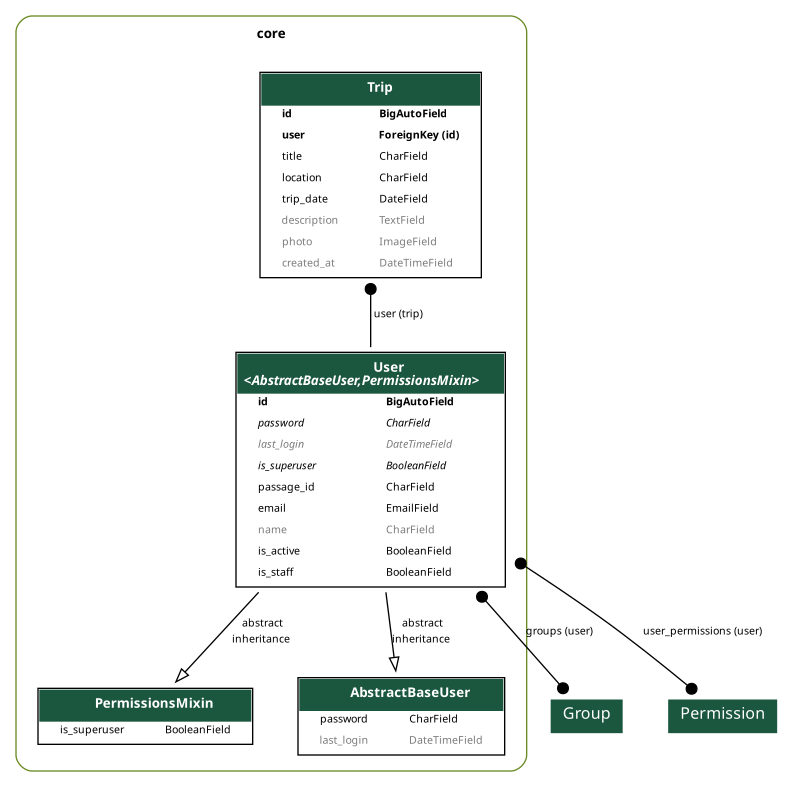 core
Trip
id BigAutoField
user ForeignKey (id)
title CharField
location CharField
trip_date DateField
description TextField
photo ImageField
created_at DateTimeField
user (trip)
User
<AbstractBaseUser,PermissionsMixin>
id BigAutoField
password CharField
last_login DateTimeField
is_superuser BooleanField
passage_id CharField
email EmailField
name CharField
is_active BooleanField
is_staff BooleanField
abstract
inheritance
abstract
inheritance
groups (user)
user_permissions (user)
PermissionsMixin
is_superuser BooleanField
AbstractBaseUser
password CharField
last_login DateTimeField
Group
Permission